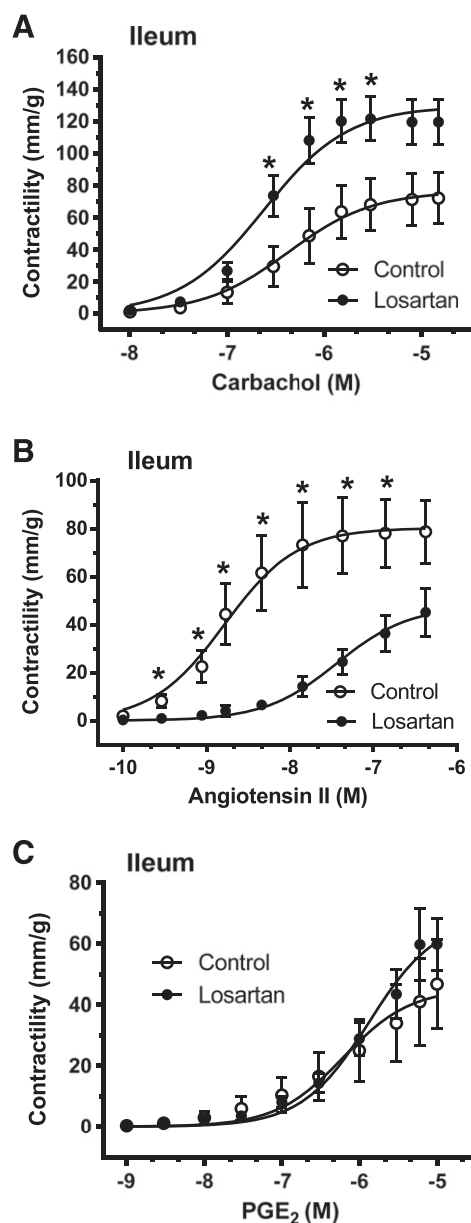 A
Ileum
Contractility (mm/g)
160
140
120
100
80
60
40
20
0
* * * *
Control
Losartan
-8 -7 -6 -5
Carbachol (M)
B
Ileum
Contractility (mm/g)
100
80
60
40
20
0
* * * * * * *
Control
Losartan
-10 -9 -8 -7 -6
Angiotensin II (M)
C
Ileum
Contractility (mm/g)
80
60
40
20
0
Control
Losartan
-9 -8 -7 -6 -5
PGE₂ (M)